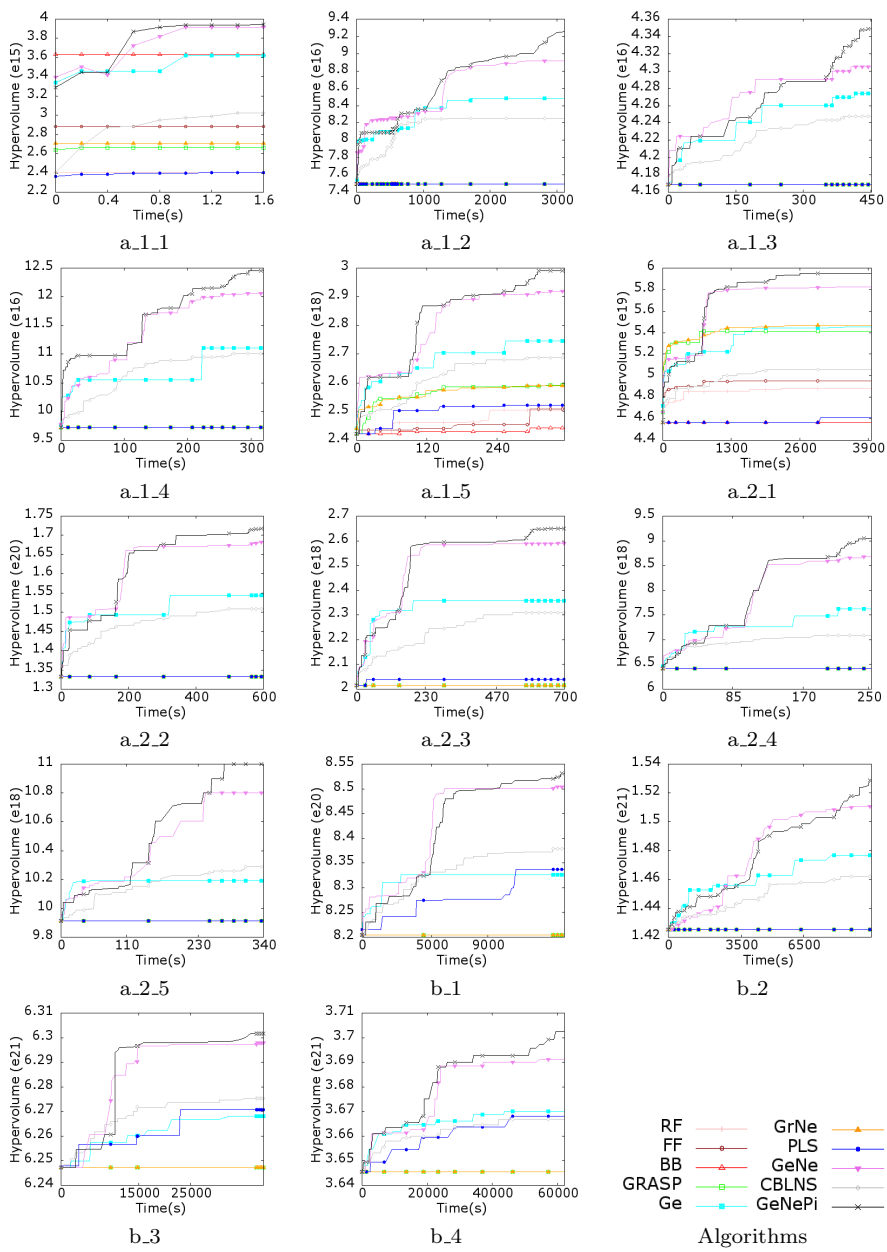 Hypervolume (e15)
4
3.8
3.6
3.4
3.2
3
2.8
2.6
2.4
2.2
0 0.4 0.8 1.2 1.6
Time(s)
a_1_1
Hypervolume (e16)
9.4
9.2
9
8.8
8.6
8.4
8.2
8
7.8
7.6
7.4
0 1000 2000 3000
Time(s)
a_1_2
Hypervolume (e16)
4.36
4.33
4.3
4.28
4.26
4.24
4.22
4.2
4.18
4.16
0 150 300 450
Time(s)
a_1_3
Hypervolume (e16)
12.5
12
11.5
11
10.5
10
9.5
0 100 200 300
Time(s)
a_1_4
Hypervolume (e18)
3
2.9
2.8
2.7
2.6
2.5
2.4
0 120 240
Time(s)
a_1_5
Hypervolume (e19)
6
5.8
5.6
5.4
5.2
5
4.8
4.6
4.4
0 1300 2600 3900
Time(s)
a_2_1
Hypervolume (e20)
1.75
1.7
1.65
1.6
1.55
1.5
1.45
1.4
1.33
1.3
0 200 400 600
Time(s)
a_2_2
Hypervolume (e18)
2.7
2.6
2.5
2.4
2.3
2.2
2.1
2
0 230 470 700
Time(s)
a_2_3
Hypervolume (e18)
9.5
9
8.5
8
7.5
7
6.5
6
0 85 170 250
Time(s)
a_2_4
Hypervolume (e18)
11
10.8
10.6
10.4
10.2
10
9.96
9.8
0 110 230 340
Time(s)
a_2_5
Hypervolume (e20)
8.55
8.5
8.45
8.4
8.35
8.33
8.25
8.2
0 5000 9000
Time(s)
b_1
Hypervolume (e21)
1.54
1.52
1.5
1.48
1.46
1.44
1.42
0 3500 6500
Time(s)
b_2
Hypervolume (e21)
6.31
6.3
6.29
6.28
6.27
6.26
6.25
6.24
0 15000 25000
Time(s)
b_3
Hypervolume (e21)
3.71
3.7
3.69
3.68
3.66
3.65
3.64
0 20000 40000 60000
Time(s)
b_4
RF GrNe
FF PLS
BB GeNe
GRASP CBLNS
Ge GeNePi
Algorithms